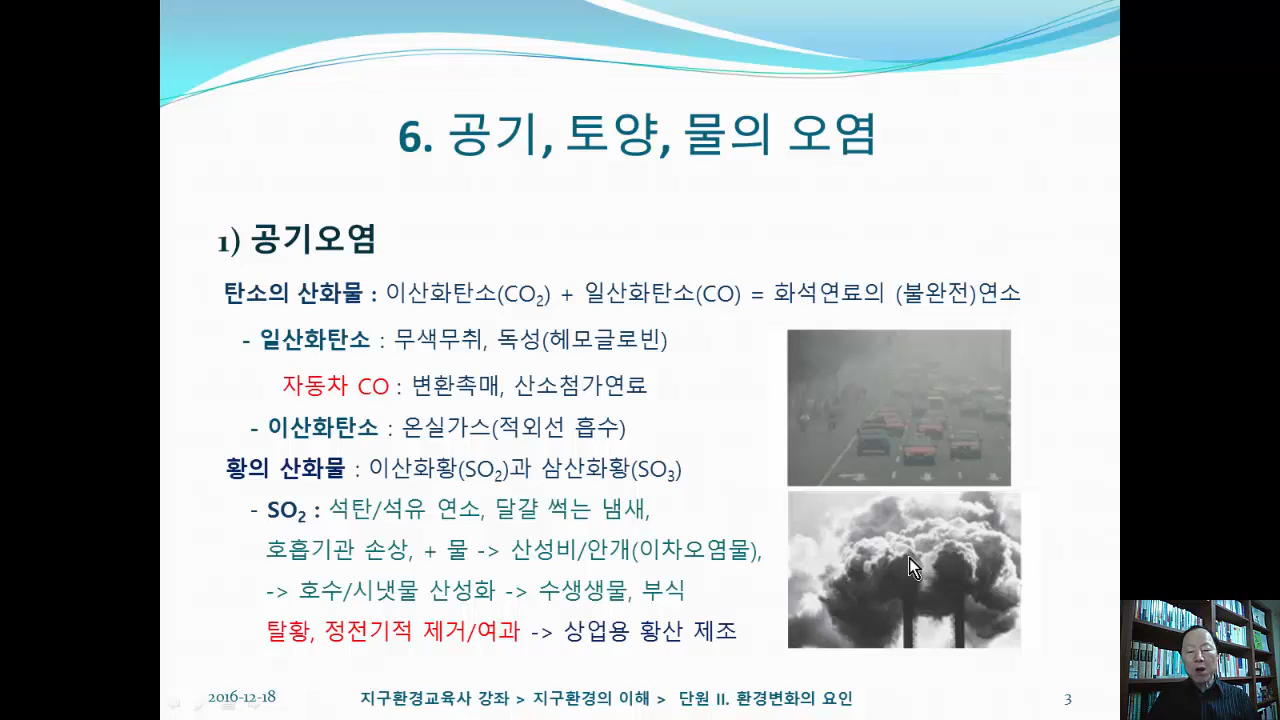 6. 공기, 토양, 물의 오염
1) 공기오염
탄소의 산화물 : 이산화탄소(CO₂) + 일산화탄소(CO) = 화석연료의 (불완전)연소
- 일산화탄소 : 무색무취, 독성(헤모글로빈)
자동차 CO : 변환촉매, 산소첨가연료
- 이산화탄소 : 온실가스(적외선 흡수)
황의 산화물 : 이산화황(SO₂)과 삼산화황(SO₃)
- SO₂ : 석탄/석유 연소, 달걀 썩는 냄새,
호흡기관 손상, + 물 -> 산성비/안개(이차오염물),
-> 호수/시냇물 산성화 -> 수생생물, 부식
탈황, 정전기적 제거/여과 -> 상업용 황산 제조
2016-12-18
지구환경교육사 강좌 > 지구환경의 이해 > 단원 II. 환경변화의 요인
3